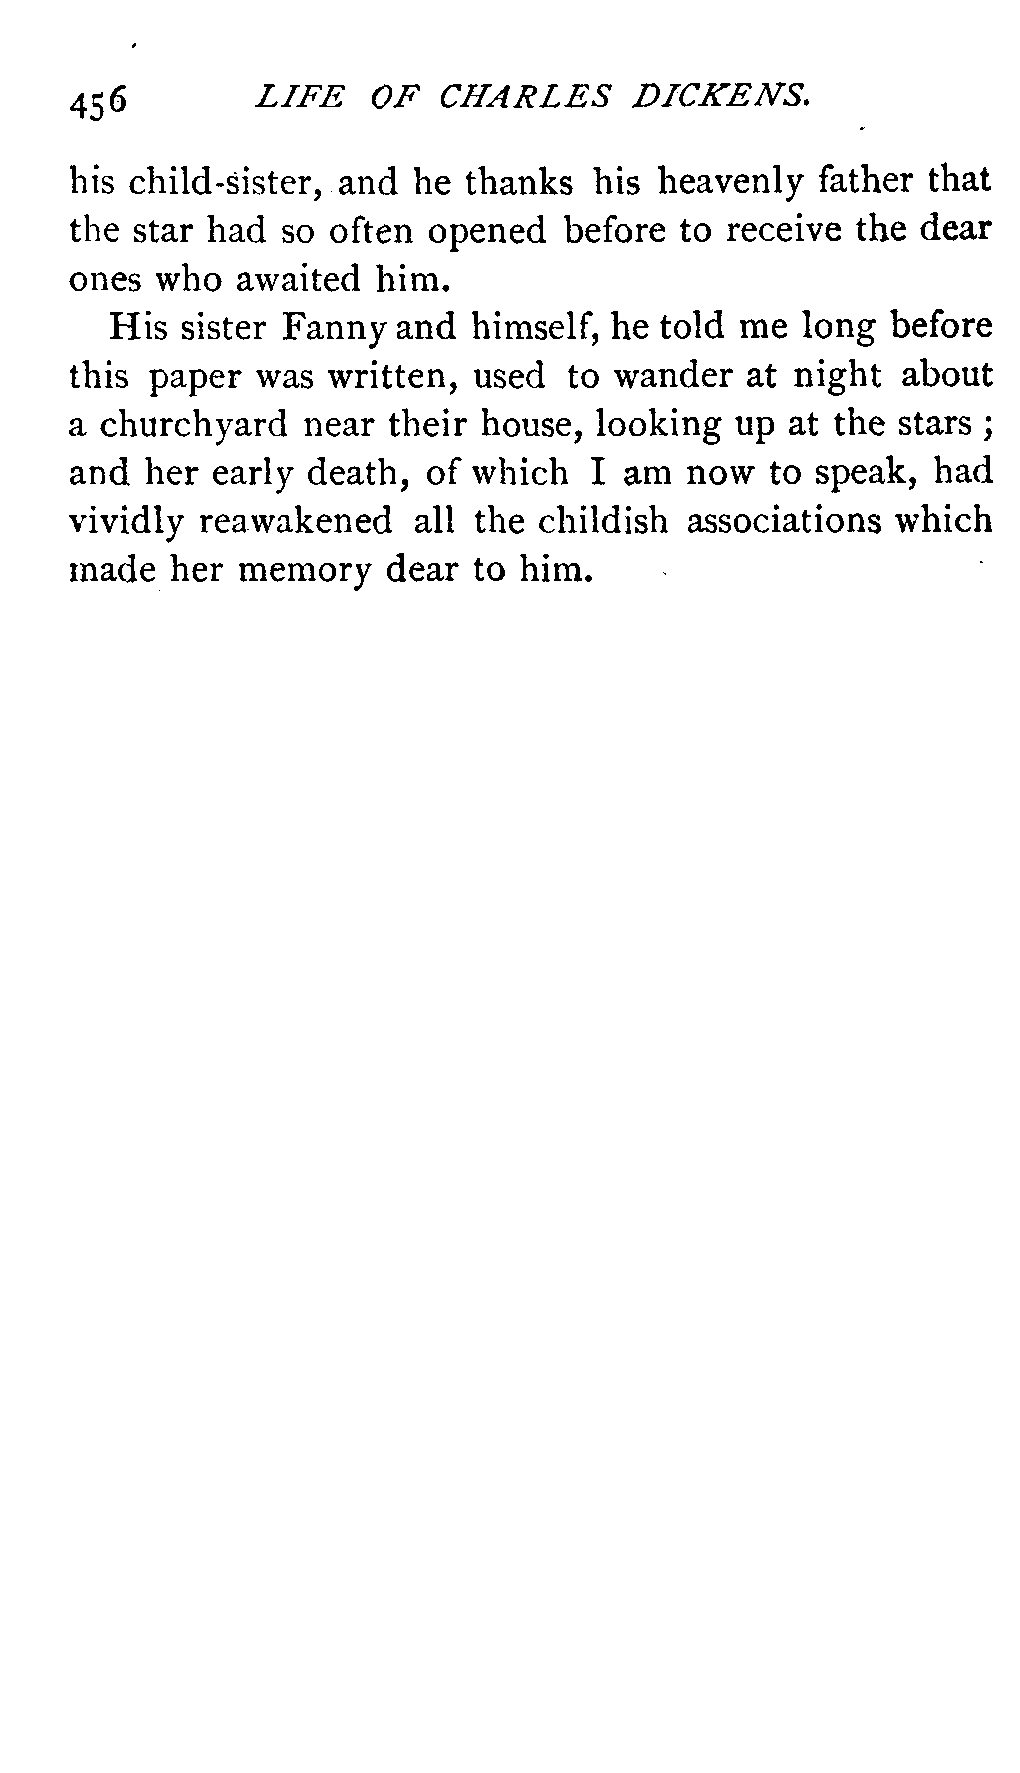 456 LIFE OF CHARLES DICKENS.
his child-sister, and he thanks his heavenly father that
the star had so often opened before to receive the dear
ones who awaited him.
His sister Fanny and himself, he told me long before
this paper was written, used to wander at night about
a churchyard near their house, looking up at the stars ;
and her early death, of which I am now to speak, had
vividly reawakened all the childish associations which
made her memory dear to him.